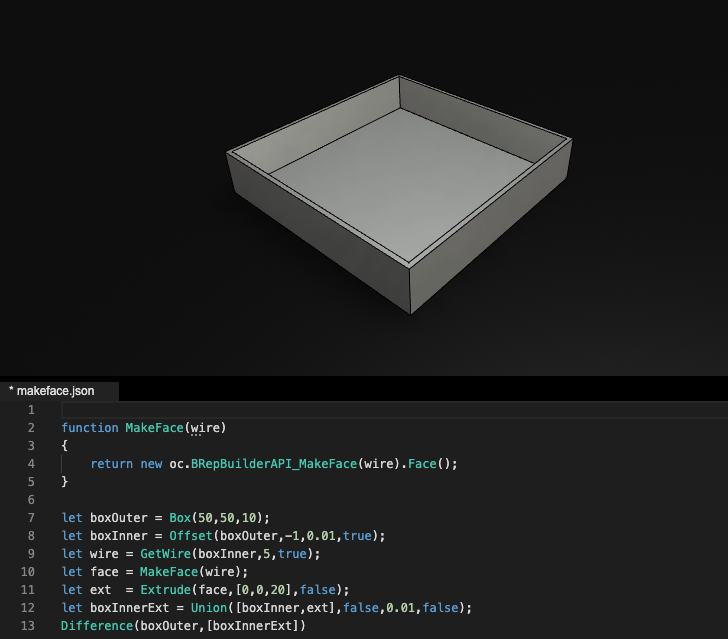 * makeface.json
1
2 function MakeFace(wire)
3 {
4 return new oc.BRepBuilderAPI_MakeFace(wire).Face();
5 }
6
7 let boxOuter = Box(50,50,10);
8 let boxInner = Offset(boxOuter,-1,0.01,true);
9 let wire = GetWire(boxInner,5,true);
10 let face = MakeFace(wire);
11 let ext  = Extrude(face,[0,0,20],false);
12 let boxInnerExt = Union([boxInner,ext],false,0.01,false);
13 Difference(boxOuter,[boxInnerExt])